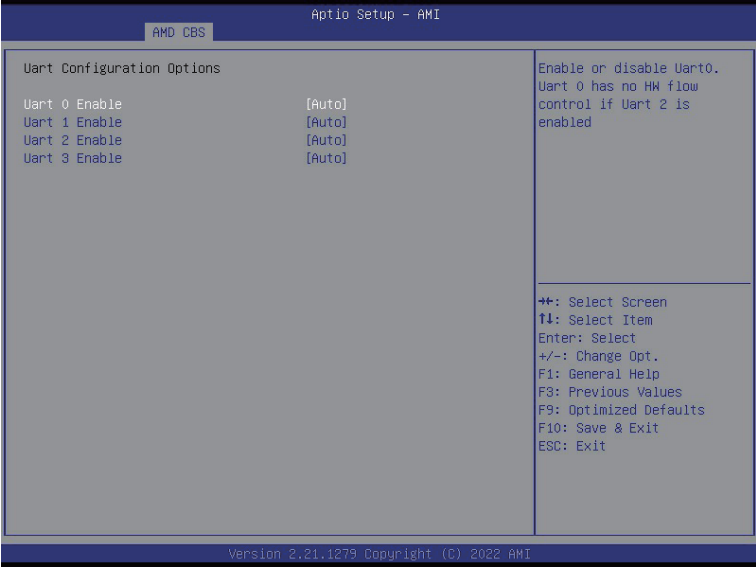 Aptio Setup – AMI
AMD CBS
Uart Configuration Options
Uart 0 Enable [Auto]
Uart 1 Enable [Auto]
Uart 2 Enable [Auto]
Uart 3 Enable [Auto]
Enable or disable Uart0.
Uart 0 has no HW flow
control if Uart 2 is
enabled
→←: Select Screen
↑↓: Select Item
Enter: Select
+/-: Change Opt.
F1: General Help
F3: Previous Values
F9: Optimized Defaults
F10: Save & Exit
ESC: Exit
Version 2.21.1279 Copyright (C) 2022 AMI